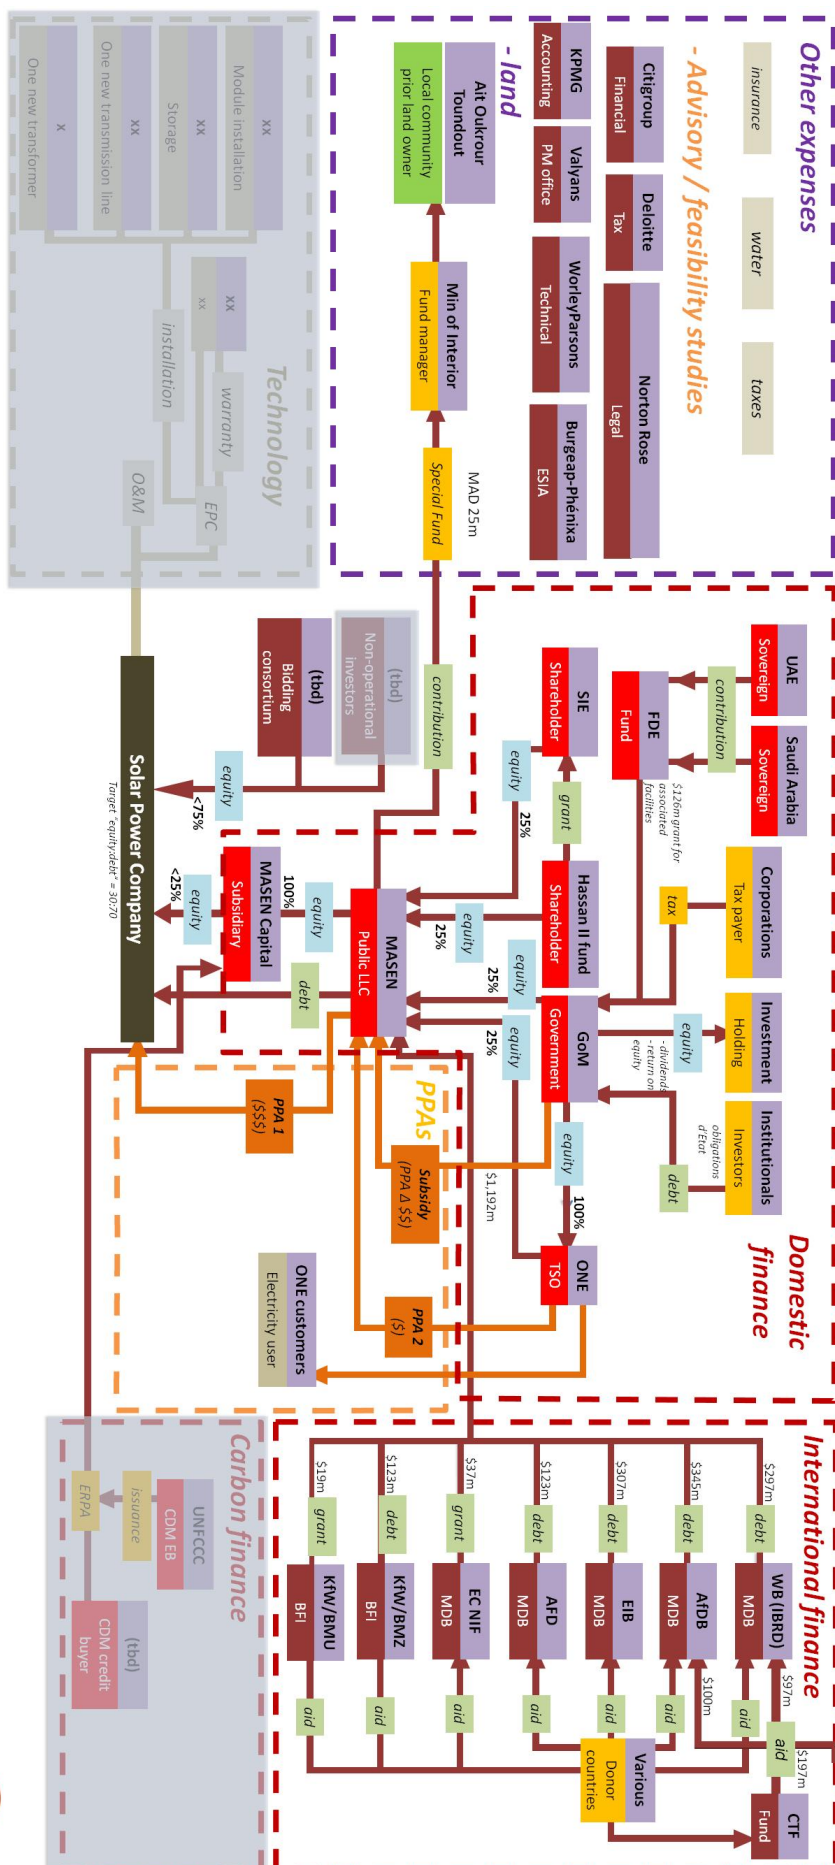 Other expenses
insurance
water
taxes
- Advisory / feasibility studies
Citigroup
Financial
Deloitte
Tax
Norton Rose
Legal
KPMG
Accounting
Valyans
PM office
WorleyParsons
Technical
Burgeap-Phénixa
ESIA
- land
Ait Oukrour
Toundout
Local community
prior land owner
Min of Interior
Fund manager
Special Fund
MAD 25m
contribution
Technology
xx
Module installation
xx
Storage
xx
One new transmission line
x
One new transformer
xx
xx
installation
warranty
EPC
O&M
Domestic
finance
UAE
Sovereign
Saudi Arabia
Sovereign
contribution
FDE
Fund
$126m grant for
associated
facilities
Corporations
Tax payer
tax
Investment
Holding
equity
- dividends
- return on
equity
Institutionals
Investors
obligations
d'Etat
debt
SIE
Shareholder
grant
Hassan II fund
Shareholder
GoM
Government
equity
100%
ONE
TSO
equity
25%
equity
25%
equity
25%
equity
25%
$1,192m
MASEN
Public LLC
equity
100%
debt
MASEN Capital
Subsidiary
equity
<25%
(tbd)
Non-operational
investors
(tbd)
Bidding
consortium
equity
<75%
Solar Power Company
Target "equity:debt" = 30:70
PPAs
Subsidy
(PPA Δ $$)
PPA 1
($$$)
PPA 2
($)
ONE customers
Electricity user
International finance
CTF
Fund
$197m
aid
$97m
$100m
WB (IBRD)
MDB
$297m
debt
aid
AfDB
MDB
$345m
debt
aid
EIB
MDB
$307m
debt
aid
Various
Donor
countries
AFD
MDB
$123m
debt
aid
EC NIF
MDB
$37m
grant
aid
KfW/BMZ
BFI
$123m
debt
aid
KfW/BMU
BFI
$19m
grant
aid
Carbon finance
UNFCCC
CDM EB
issuance
ERPA
(tbd)
CDM credit
buyer